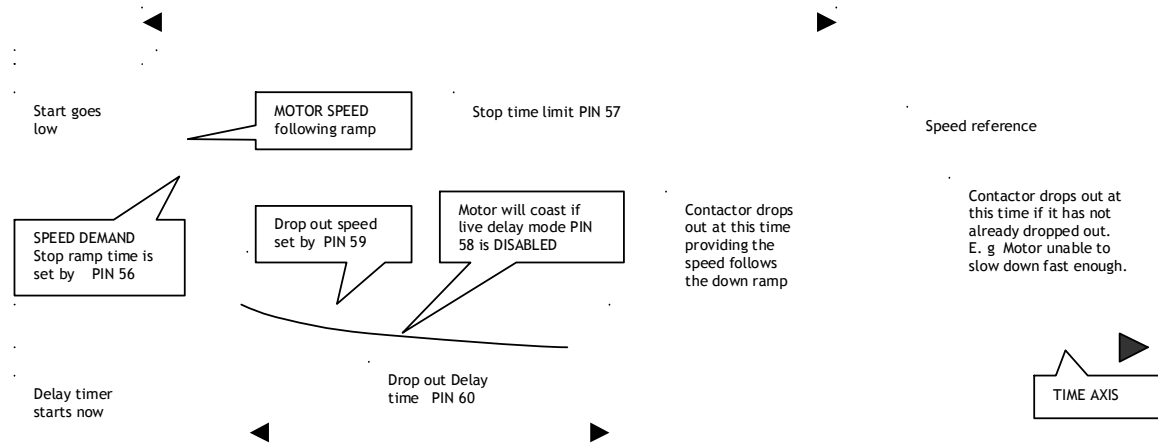 Start goes
low
MOTOR SPEED
following ramp
Stop time limit PIN 57
Speed reference
SPEED DEMAND
Stop ramp time is
set by PIN 56
Drop out speed
set by PIN 59
Motor will coast if
live delay mode PIN
58 is DISABLED
Contactor drops
out at this time
providing the
speed follows
the down ramp
Contactor drops out at
this time if it has not
already dropped out.
E. g Motor unable to
slow down fast enough.
Delay timer
starts now
Drop out Delay
time PIN 60
TIME AXIS